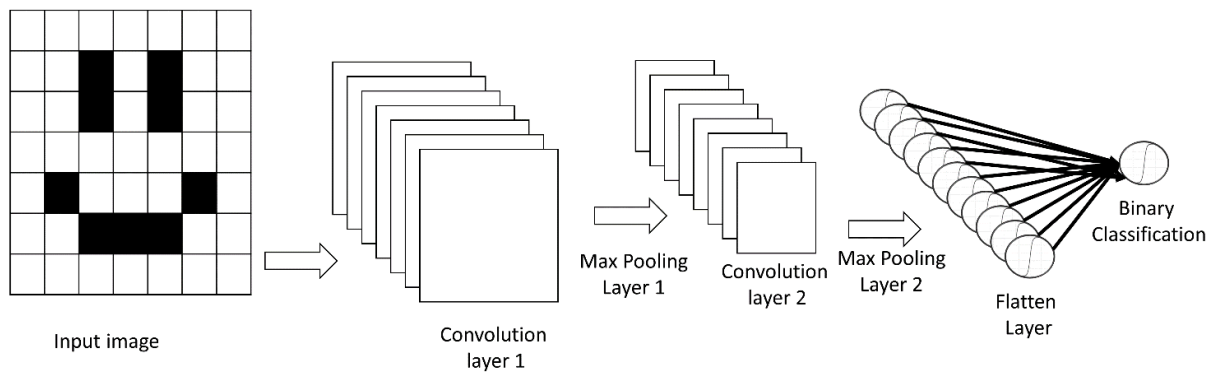 Input image
Convolution
layer 1
Max Pooling
Layer 1
Convolution
layer 2
Max Pooling
Layer 2
Flatten
Layer
Binary
Classification